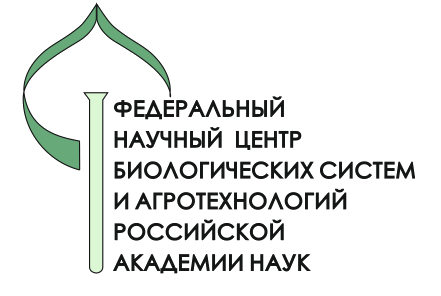 ФЕДЕРАЛЬНЫЙ
НАУЧНЫЙ ЦЕНТР
БИОЛОГИЧЕСКИХ СИСТЕМ
И АГРОТЕХНОЛОГИЙ
РОССИЙСКОЙ
АКАДЕМИИ НАУК